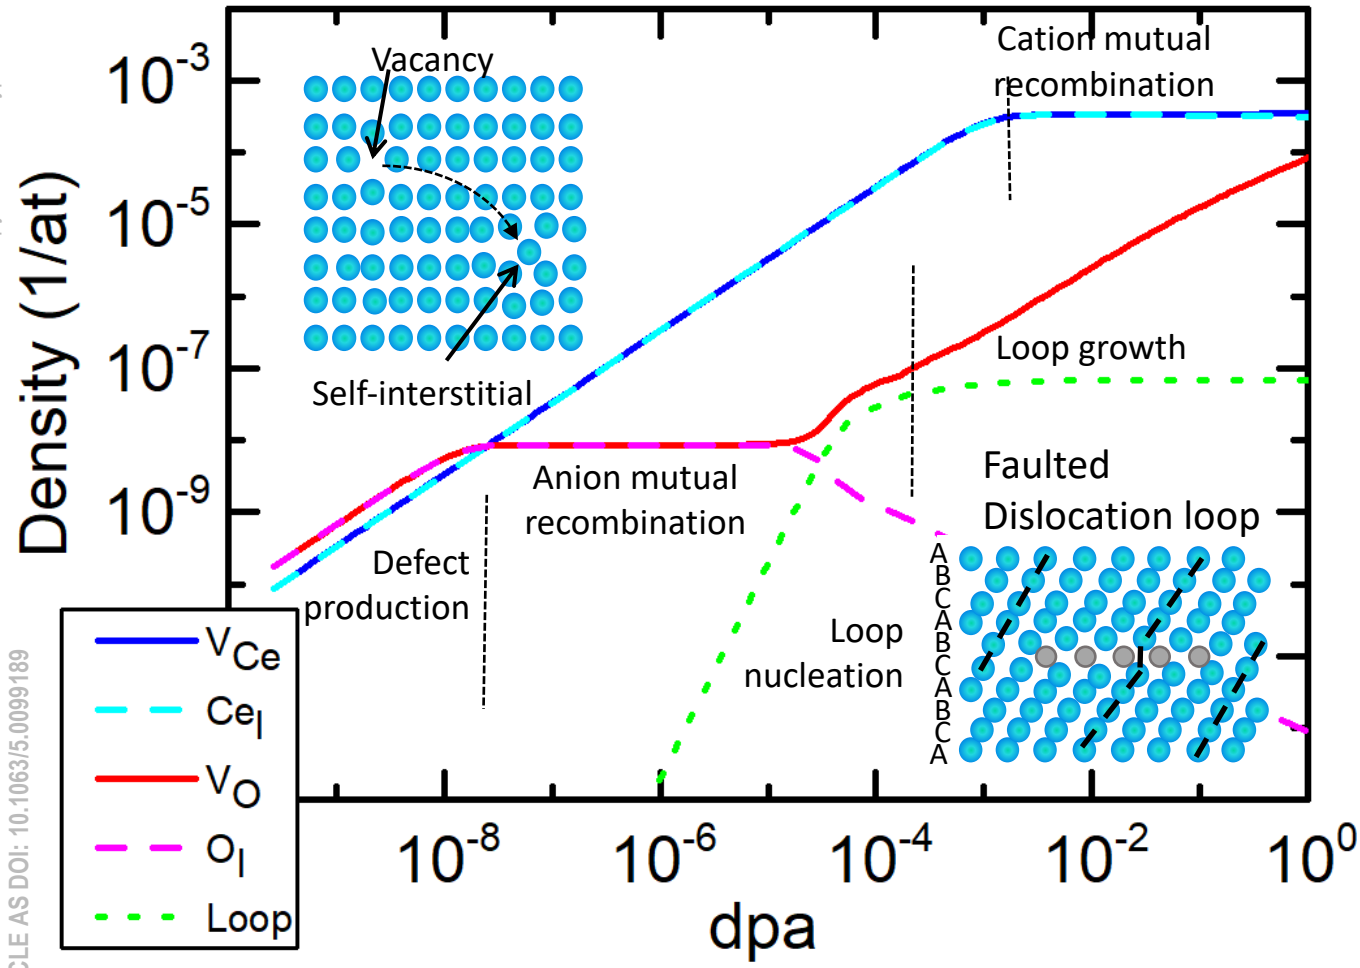 Density (1/at)
10^-3
10^-5
10^-7
10^-9
Vacancy
Self-interstitial
Cation mutual
recombination
Loop growth
Anion mutual
recombination
Defect
production
Loop
nucleation
Faulted
Dislocation loop
A
B
C
A
B
C
A
B
C
A
V_Ce
Ce_I
V_O
O_I
Loop
10^-8
10^-6
10^-4
10^-2
10^0
dpa
CLE AS DOI: 10.1063/5.0099189